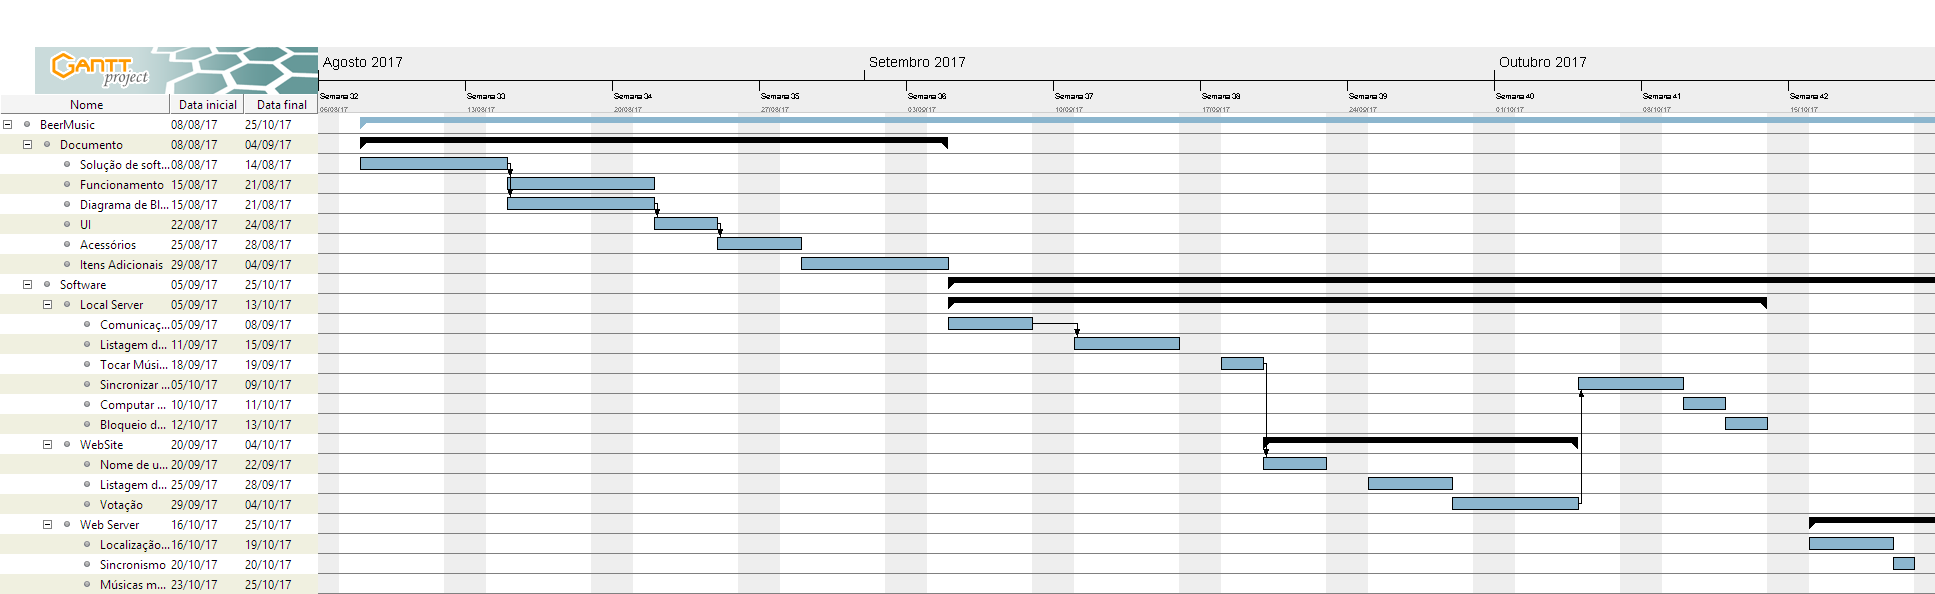 GANTT
project
Agosto 2017 Setembro 2017 Outubro 2017
Semana 32 Semana 33 Semana 34 Semana 35 Semana 36 Semana 37 Semana 38 Semana 39 Semana 40 Semana 41 Semana 42
06/08/17 13/08/17 20/08/17 27/08/17 03/09/17 10/09/17 17/09/17 24/09/17 01/10/17 08/10/17 15/10/17
Nome Data inicial Data final
BeerMusic 08/08/17 25/10/17
Documento 08/08/17 04/09/17
Solução de soft... 08/08/17 14/08/17
Funcionamento 15/08/17 21/08/17
Diagrama de Bl... 15/08/17 21/08/17
UI 22/08/17 24/08/17
Acessórios 25/08/17 28/08/17
Itens Adicionais 29/08/17 04/09/17
Software 05/09/17 25/10/17
Local Server 05/09/17 13/10/17
Comunicaç... 05/09/17 08/09/17
Listagem d... 11/09/17 15/09/17
Tocar Músi... 18/09/17 19/09/17
Sincronizar ... 05/10/17 09/10/17
Computar ... 10/10/17 11/10/17
Bloqueio d... 12/10/17 13/10/17
WebSite 20/09/17 04/10/17
Nome de u... 20/09/17 22/09/17
Listagem d... 25/09/17 28/09/17
Votação 29/09/17 04/10/17
Web Server 16/10/17 25/10/17
Localização... 16/10/17 19/10/17
Sincronismo 20/10/17 20/10/17
Músicas m... 23/10/17 25/10/17